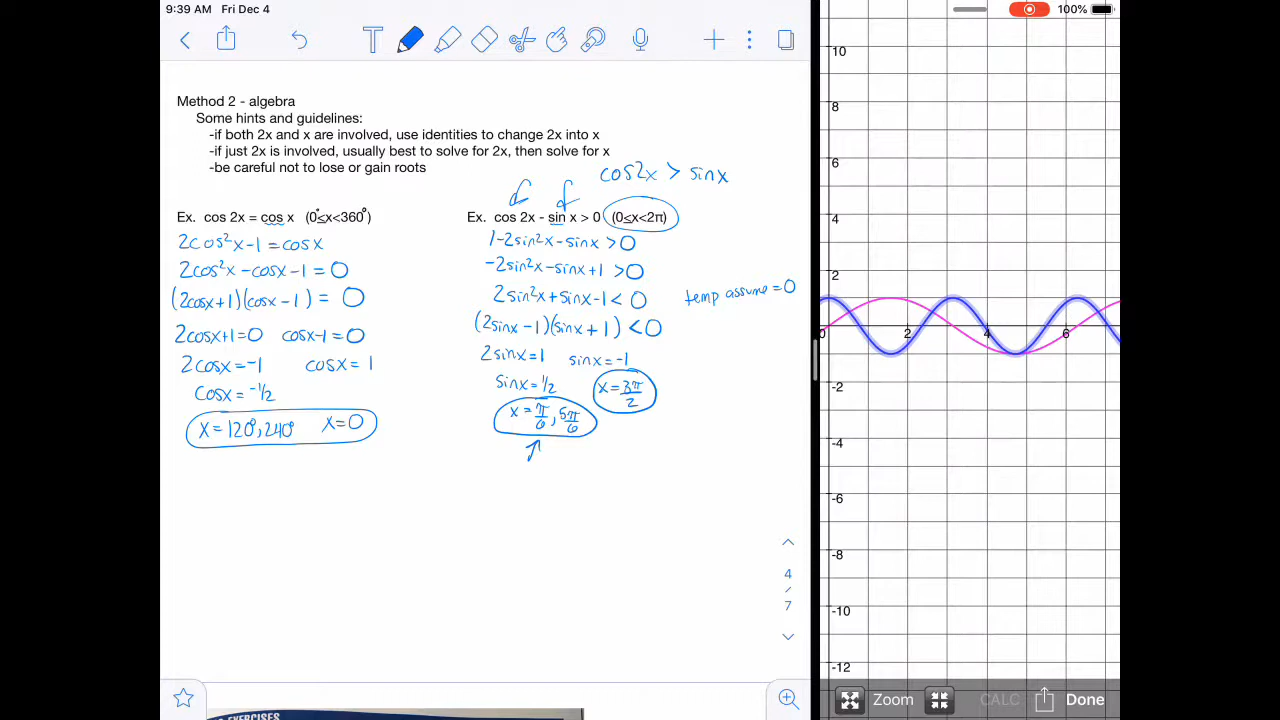 9:39 AM Fri Dec 4
100%
Method 2 - algebra
Some hints and guidelines:
-if both 2x and x are involved, use identities to change 2x into x
-if just 2x is involved, usually best to solve for 2x, then solve for x
-be careful not to lose or gain roots
cos2x > sinx
Ex. cos 2x = cos x (0°≤x<360°)
2cos²x-1=cosx
2cos²x-cosx-1=0
(2cosx+1)(cosx-1)=0
2cosx+1=0 cosx-1=0
2cosx=-1 cosx=1
cosx=-1/2
x=120°,240° x=0
Ex. cos 2x - sin x > 0 (0≤x<2π)
1-2sin²x-sinx>0
-2sin²x-sinx+1>0
2sin²x+sinx-1<0
temp assume=0
(2sinx-1)(sinx+1)<0
2sinx=1 sinx=-1
sinx=1/2 x=3π/2
x=π/6, 5π/6
4
/
7
EXERCISES
10
8
6
4
2
0 2 4 6
-2
-4
-6
-8
-10
-12
Zoom CALC Done